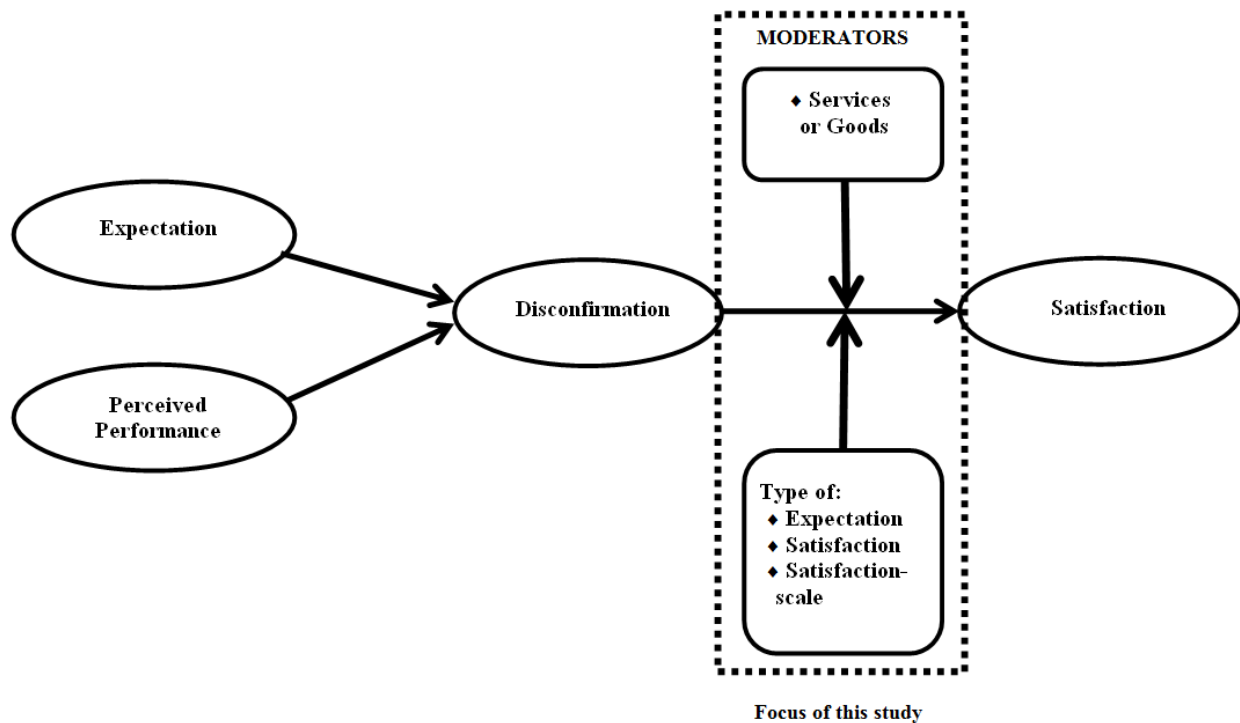 MODERATORS
♦ Services
or Goods
Expectation
Disconfirmation
Satisfaction
Perceived
Performance
Type of:
♦ Expectation
♦ Satisfaction
♦ Satisfaction-
scale
Focus of this study